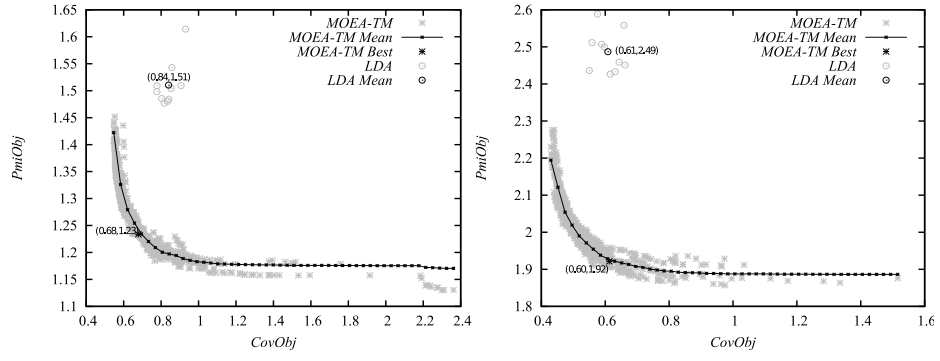 1.65
1.6
1.55
1.5
1.45
1.4
1.35
1.3
1.25
1.2
1.15
1.1
PmiObj
0.4 0.6 0.8 1 1.2 1.4 1.6 1.8 2 2.2 2.4
CovObj
MOEA-TM
MOEA-TM Mean
MOEA-TM Best
LDA
LDA Mean
(0.84,1.51)
(0.68,1.23)
2.6
2.5
2.4
2.3
2.2
2.1
2
1.9
1.8
PmiObj
0.4 0.6 0.8 1 1.2 1.4 1.6
CovObj
MOEA-TM
MOEA-TM Mean
MOEA-TM Best
LDA
LDA Mean
(0.61,2.49)
(0.60,1.92)